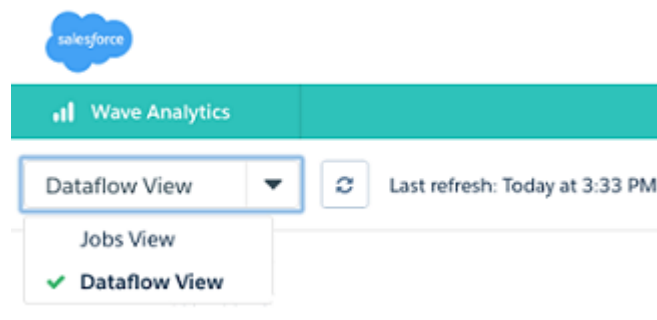 salesforce
Wave Analytics
Dataflow View
Last refresh: Today at 3:33 PM
Jobs View
Dataflow View